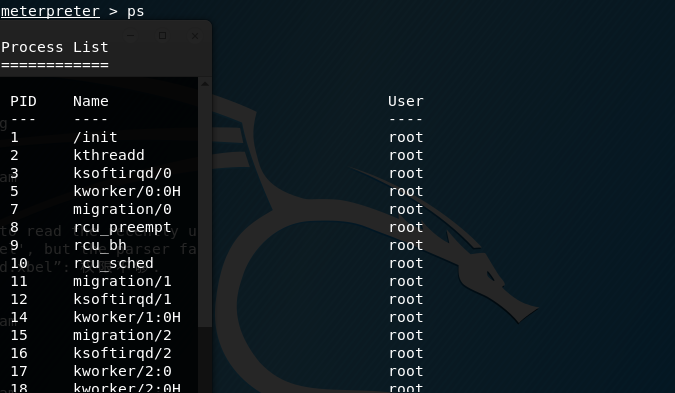 meterpreter > ps
Process List
============
PID Name User
--- ---- ----
1 /init root
2 kthreadd root
3 ksoftirqd/0 root
5 kworker/0:0H root
7 migration/0 root
8 rcu_preempt root
9 rcu_bh root
10 rcu_sched root
11 migration/1 root
12 ksoftirqd/1 root
14 kworker/1:0H root
15 migration/2 root
16 ksoftirqd/2 root
17 kworker/2:0 root
18 kworker/2:0H root